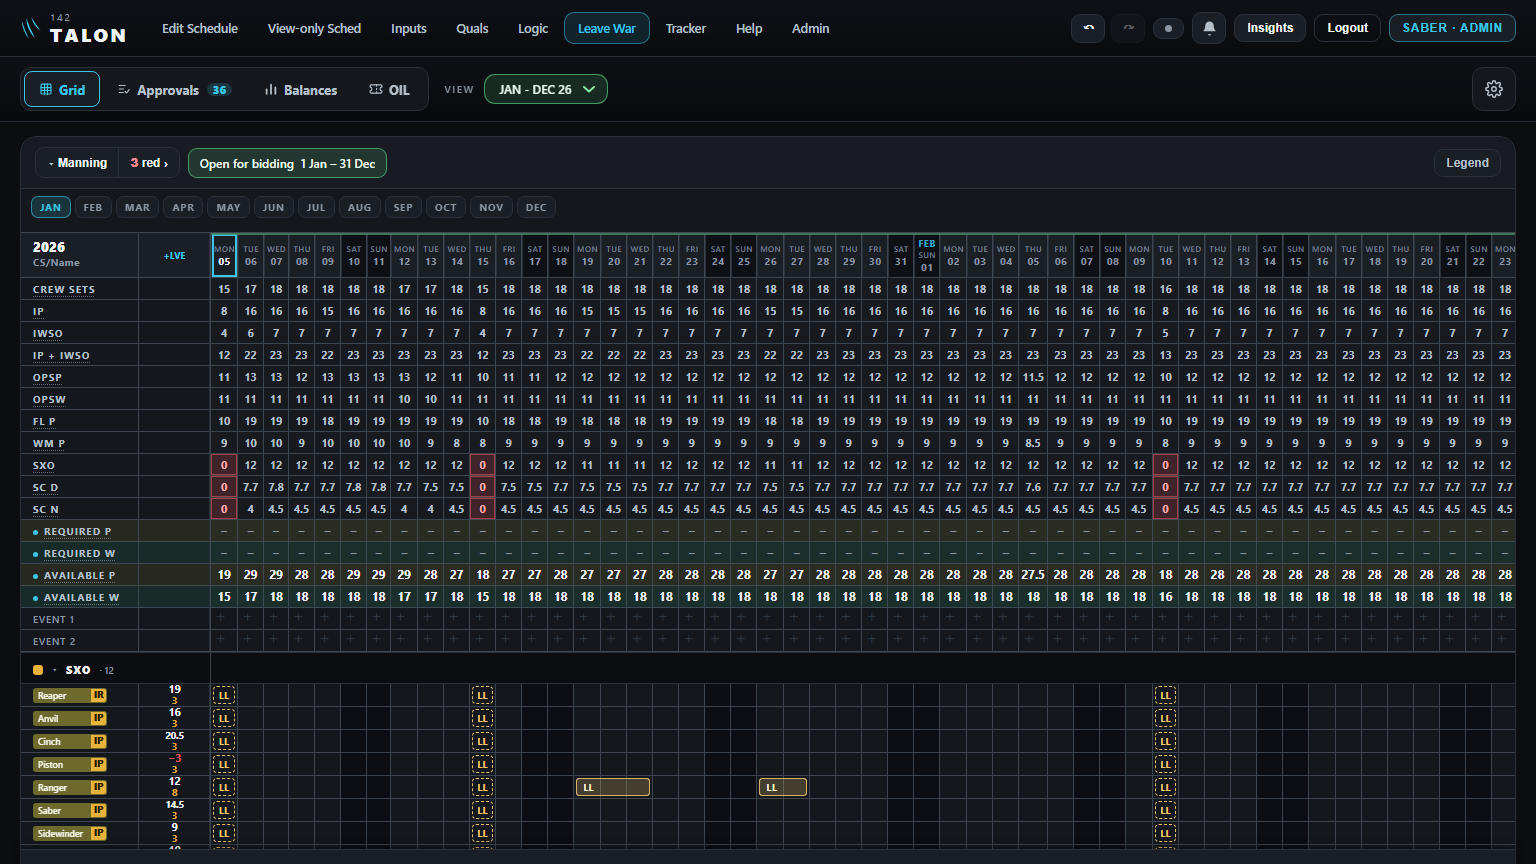 142
TALON
Edit Schedule View-only Sched Inputs Quals Logic Leave War Tracker Help Admin
Insights Logout SABER · ADMIN
Grid Approvals 36 Balances OIL VIEW JAN - DEC 26
Manning 3 red › Open for bidding 1 Jan – 31 Dec Legend
JAN FEB MAR APR MAY JUN JUL AUG SEP OCT NOV DEC
2026
CS/Name
+LVE
MON TUE WED THU FRI SAT SUN MON TUE WED THU FRI SAT SUN MON TUE WED THU FRI SAT SUN MON TUE WED THU FRI SAT FEB SUN MON TUE WED THU FRI SAT SUN MON TUE WED THU FRI SAT SUN MON TUE WED THU FRI SAT SUN MON
05 06 07 08 09 10 11 12 13 14 15 16 17 18 19 20 21 22 23 24 25 26 27 28 29 30 31 01 02 03 04 05 06 07 08 09 10 11 12 13 14 15 16 17 18 19 20 21 22 23
CREW SETS 15 17 18 18 18 18 18 17 17 18 15 18 18 18 18 18 18 18 18 18 18 18 18 18 18 18 18 18 18 18 18 18 18 18 18 18 16 18 18 18 18 18 18 18 18 18 18 18 18 18
IP 8 16 16 16 15 16 16 16 16 16 8 16 16 16 15 15 15 16 16 16 16 15 15 16 16 16 16 16 16 16 16 16 16 16 16 16 8 16 16 16 16 16 16 16 16 16 16 16 16 16
IWSO 4 6 7 7 7 7 7 7 7 7 4 7 7 7 7 7 7 7 7 7 7 7 7 7 7 7 7 7 7 7 7 7 7 7 7 7 5 7 7 7 7 7 7 7 7 7 7 7 7 7
IP + IWSO 12 22 23 23 22 23 23 23 23 23 12 23 23 23 22 22 22 23 23 23 23 22 22 23 23 23 23 23 23 23 23 23 23 23 23 23 13 23 23 23 23 23 23 23 23 23 23 23 23 23
OPSP 11 13 13 12 13 13 13 13 12 11 10 11 11 12 12 12 12 12 12 12 12 12 12 12 12 12 12 12 12 12 12 11.5 12 12 12 12 10 12 12 12 12 12 12 12 12 12 12 12 12 12
OPSW 11 11 11 11 11 11 11 10 10 11 11 11 11 11 11 11 11 11 11 11 11 11 11 11 11 11 11 11 11 11 11 11 11 11 11 11 11 11 11 11 11 11 11 11 11 11 11 11 11 11
FL P 10 19 19 19 18 19 19 19 19 19 10 18 18 19 18 18 18 19 19 19 19 18 18 19 19 19 19 19 19 19 19 19 19 19 19 19 10 19 19 19 19 19 19 19 19 19 19 19 19 19
WM P 9 10 10 9 10 10 10 10 9 8 8 9 9 9 9 9 9 9 9 9 9 9 9 9 9 9 9 9 9 9 9 8.5 9 9 9 9 8 9 9 9 9 9 9 9 9 9 9 9 9 9
SXO 0 12 12 12 12 12 12 12 12 12 0 12 12 12 11 11 11 12 12 12 12 11 11 12 12 12 12 12 12 12 12 12 12 12 12 12 0 12 12 12 12 12 12 12 12 12 12 12 12 12
SC D 0 7.7 7.8 7.7 7.7 7.8 7.8 7.7 7.5 7.5 0 7.5 7.5 7.7 7.5 7.5 7.5 7.7 7.7 7.7 7.7 7.5 7.5 7.7 7.7 7.7 7.7 7.7 7.7 7.7 7.7 7.6 7.7 7.7 7.7 7.7 0 7.7 7.7 7.7 7.7 7.7 7.7 7.7 7.7 7.7 7.7 7.7 7.7 7.7
SC N 0 4 4.5 4.5 4.5 4.5 4.5 4 4 4.5 0 4.5 4.5 4.5 4.5 4.5 4.5 4.5 4.5 4.5 4.5 4.5 4.5 4.5 4.5 4.5 4.5 4.5 4.5 4.5 4.5 4.5 4.5 4.5 4.5 4.5 0 4.5 4.5 4.5 4.5 4.5 4.5 4.5 4.5 4.5 4.5 4.5 4.5 4.5
REQUIRED P – – – – – – – – – – – – – – – – – – – – – – – – – – – – – – – – – – – – – – – – – – – – – – – – – –
REQUIRED W – – – – – – – – – – – – – – – – – – – – – – – – – – – – – – – – – – – – – – – – – – – – – – – – – –
AVAILABLE P 19 29 29 28 28 29 29 29 28 27 18 27 27 28 27 27 27 28 28 28 28 27 27 28 28 28 28 28 28 28 28 27.5 28 28 28 28 18 28 28 28 28 28 28 28 28 28 28 28 28 28
AVAILABLE W 15 17 18 18 18 18 18 17 17 18 15 18 18 18 18 18 18 18 18 18 18 18 18 18 18 18 18 18 18 18 18 18 18 18 18 18 16 18 18 18 18 18 18 18 18 18 18 18 18 18
EVENT 1 + + + + + + + + + + + + + + + + + + + + + + + + + + + + + + + + + + + + + + + + + + + + + + + + + +
EVENT 2 + + + + + + + + + + + + + + + + + + + + + + + + + + + + + + + + + + + + + + + + + + + + + + + + + +
SXO · 12
Reaper IR 19 3 LL LL LL
Anvil IP 16 3 LL LL LL
Cinch IP 20.5 3 LL LL LL
Piston IP −3 3 LL LL LL
Ranger IP 12 8 LL LL LL LL LL
Saber IP 14.5 3 LL LL LL
Sidewinder IP 9 3 LL LL LL